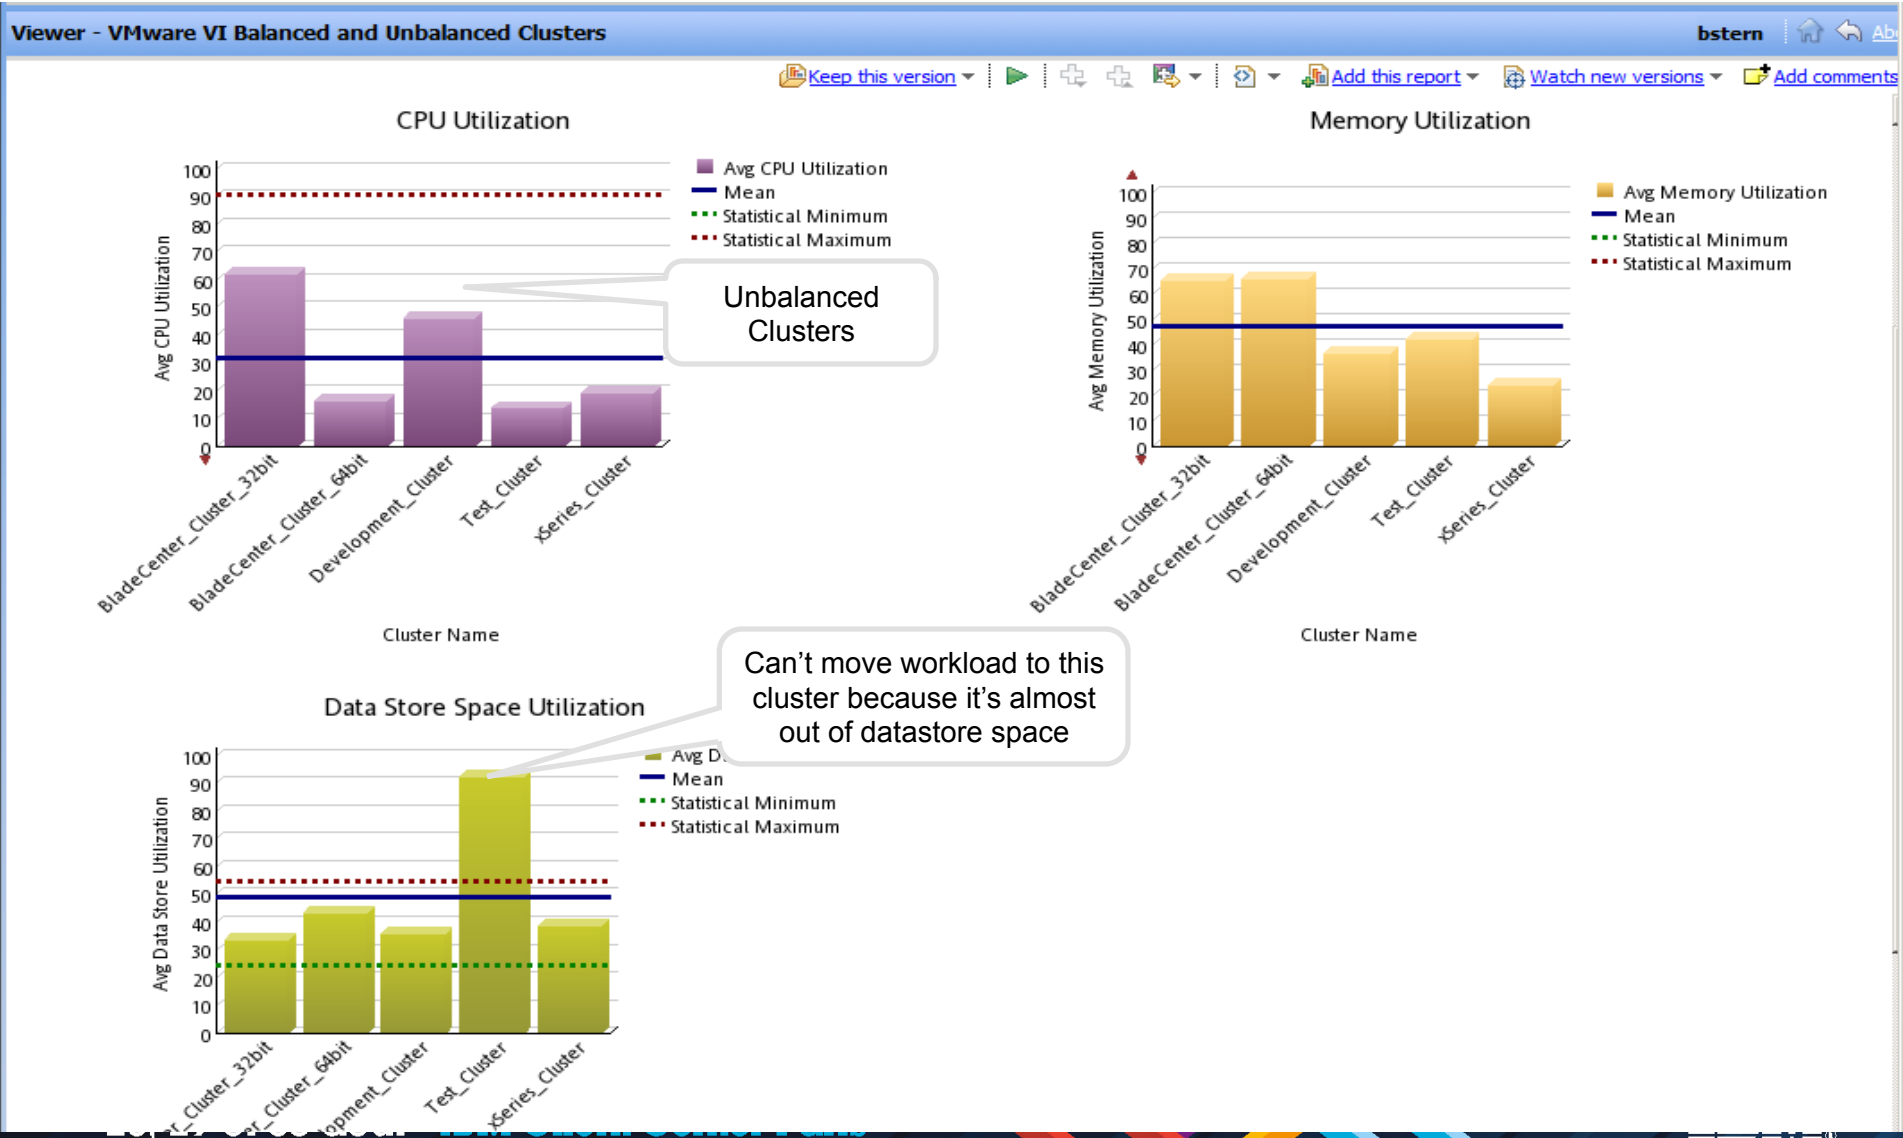 Viewer - VMware VI Balanced and Unbalanced Clusters
bstern
Keep this version
Add this report
Watch new versions
Add comments
CPU Utilization
100
90
80
70
60
50
40
30
20
10
0
Avg CPU Utilization
Avg CPU Utilization
Mean
Statistical Minimum
Statistical Maximum
Unbalanced
Clusters
BladeCenter_Cluster_32bit
BladeCenter_Cluster_64bit
Development_Cluster
Test_Cluster
xSeries_Cluster
Cluster Name
Memory Utilization
100
90
80
70
60
50
40
30
20
10
0
Avg Memory Utilization
Avg Memory Utilization
Mean
Statistical Minimum
Statistical Maximum
BladeCenter_Cluster_32bit
BladeCenter_Cluster_64bit
Development_Cluster
Test_Cluster
xSeries_Cluster
Cluster Name
Can’t move workload to this
cluster because it’s almost
out of datastore space
Data Store Space Utilization
100
90
80
70
60
50
40
30
20
10
0
Avg Data Store Utilization
Avg
Mean
Statistical Minimum
Statistical Maximum
Cluster_32bit
Cluster_64bit
Cluster
Test_Cluster
xSeries_Cluster